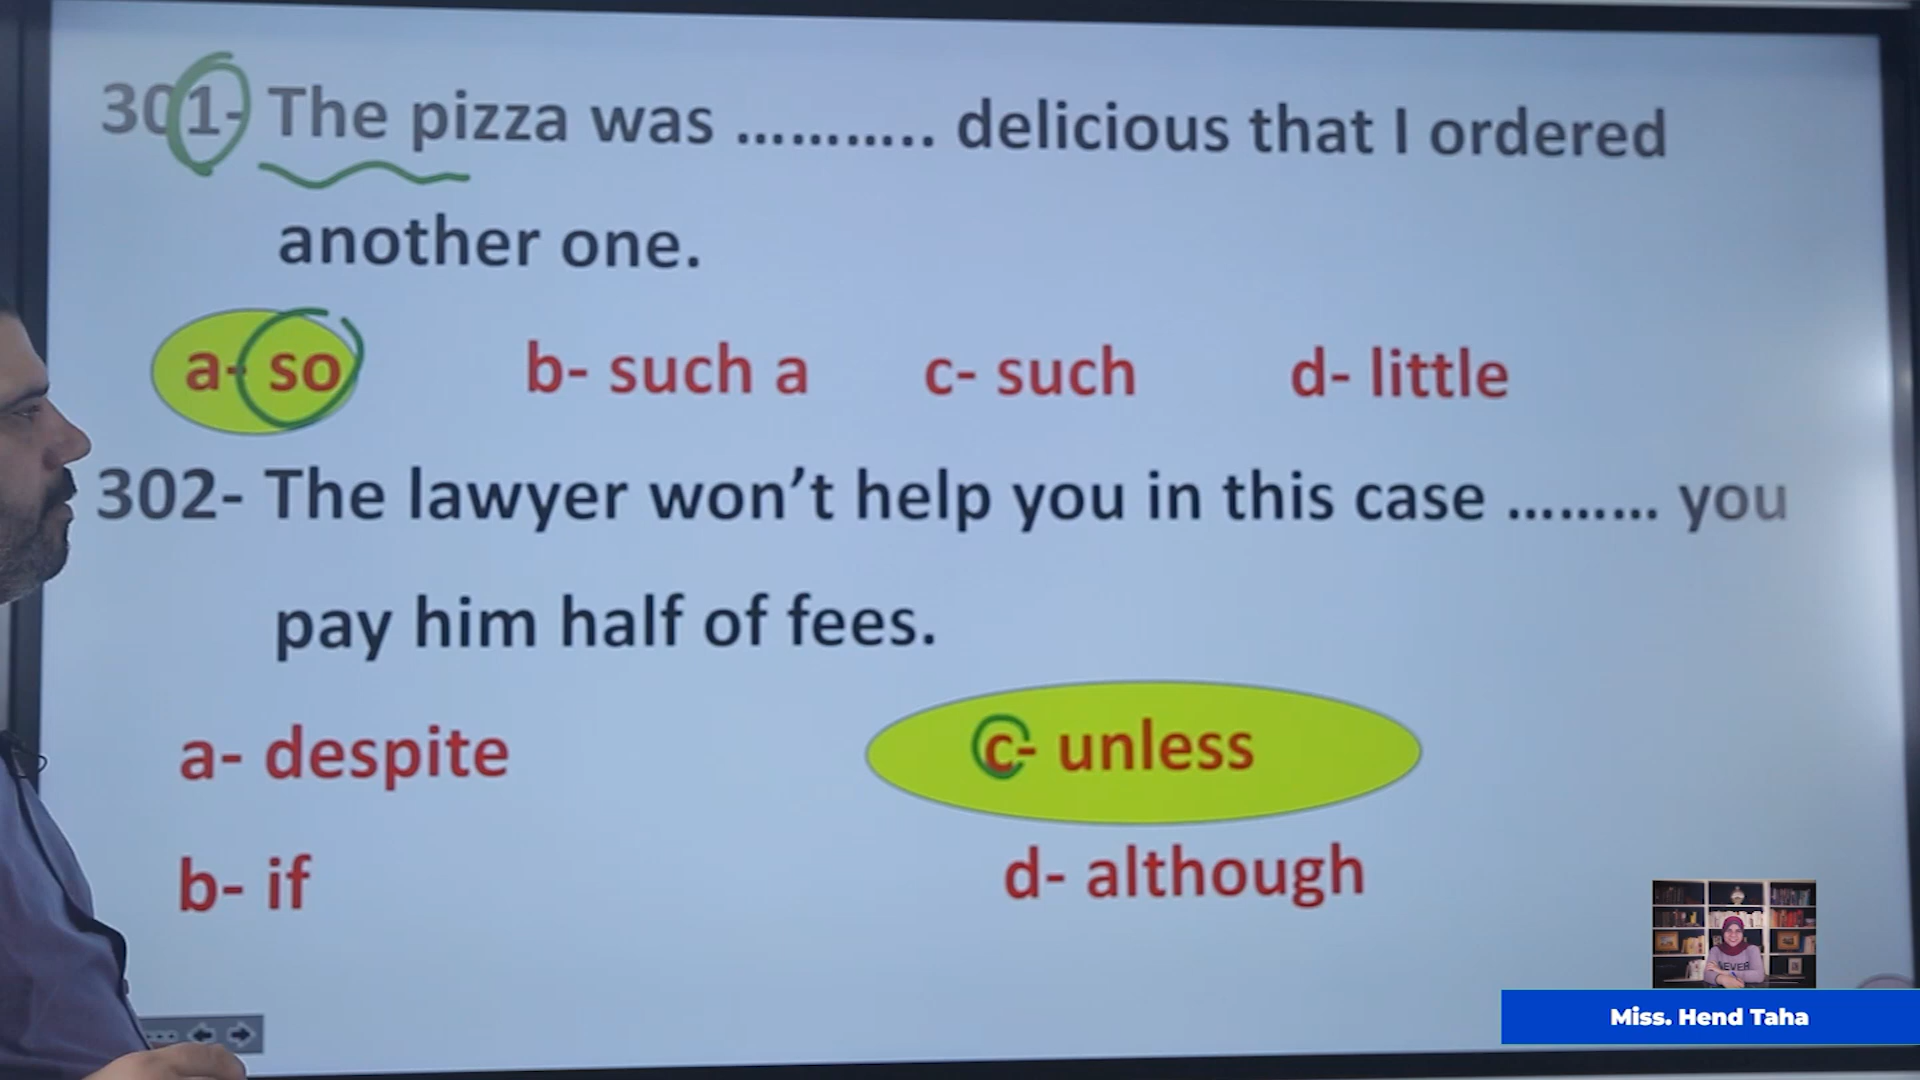 301- The pizza was ……….. delicious that I ordered
another one.
a- so b- such a c- such d- little
302- The lawyer won’t help you in this case ……… you
pay him half of fees.
a- despite c- unless
b- if d- although
Miss. Hend Taha